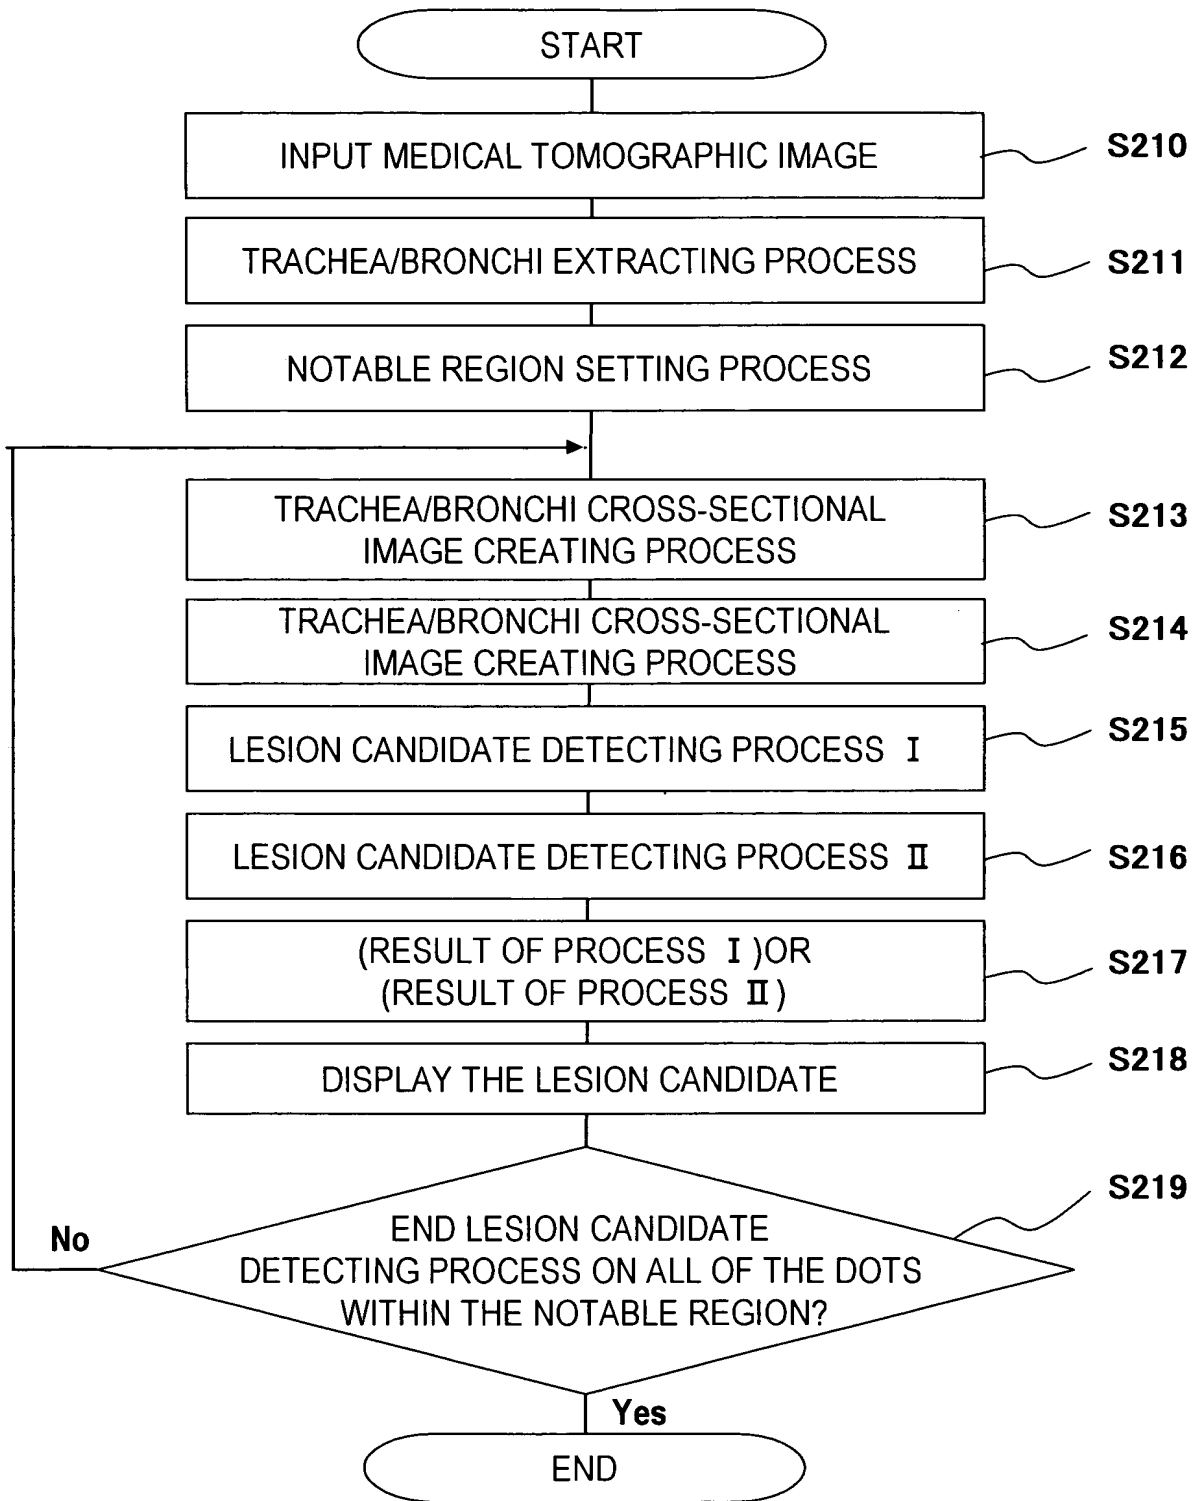 START
INPUT MEDICAL TOMOGRAPHIC IMAGE
S210
TRACHEA/BRONCHI EXTRACTING PROCESS
S211
NOTABLE REGION SETTING PROCESS
S212
TRACHEA/BRONCHI CROSS-SECTIONAL
IMAGE CREATING PROCESS
S213
TRACHEA/BRONCHI CROSS-SECTIONAL
IMAGE CREATING PROCESS
S214
LESION CANDIDATE DETECTING PROCESS I
S215
LESION CANDIDATE DETECTING PROCESS II
S216
(RESULT OF PROCESS I )OR
(RESULT OF PROCESS II)
S217
DISPLAY THE LESION CANDIDATE
S218
END LESION CANDIDATE
DETECTING PROCESS ON ALL OF THE DOTS
WITHIN THE NOTABLE REGION?
S219
No
Yes
END